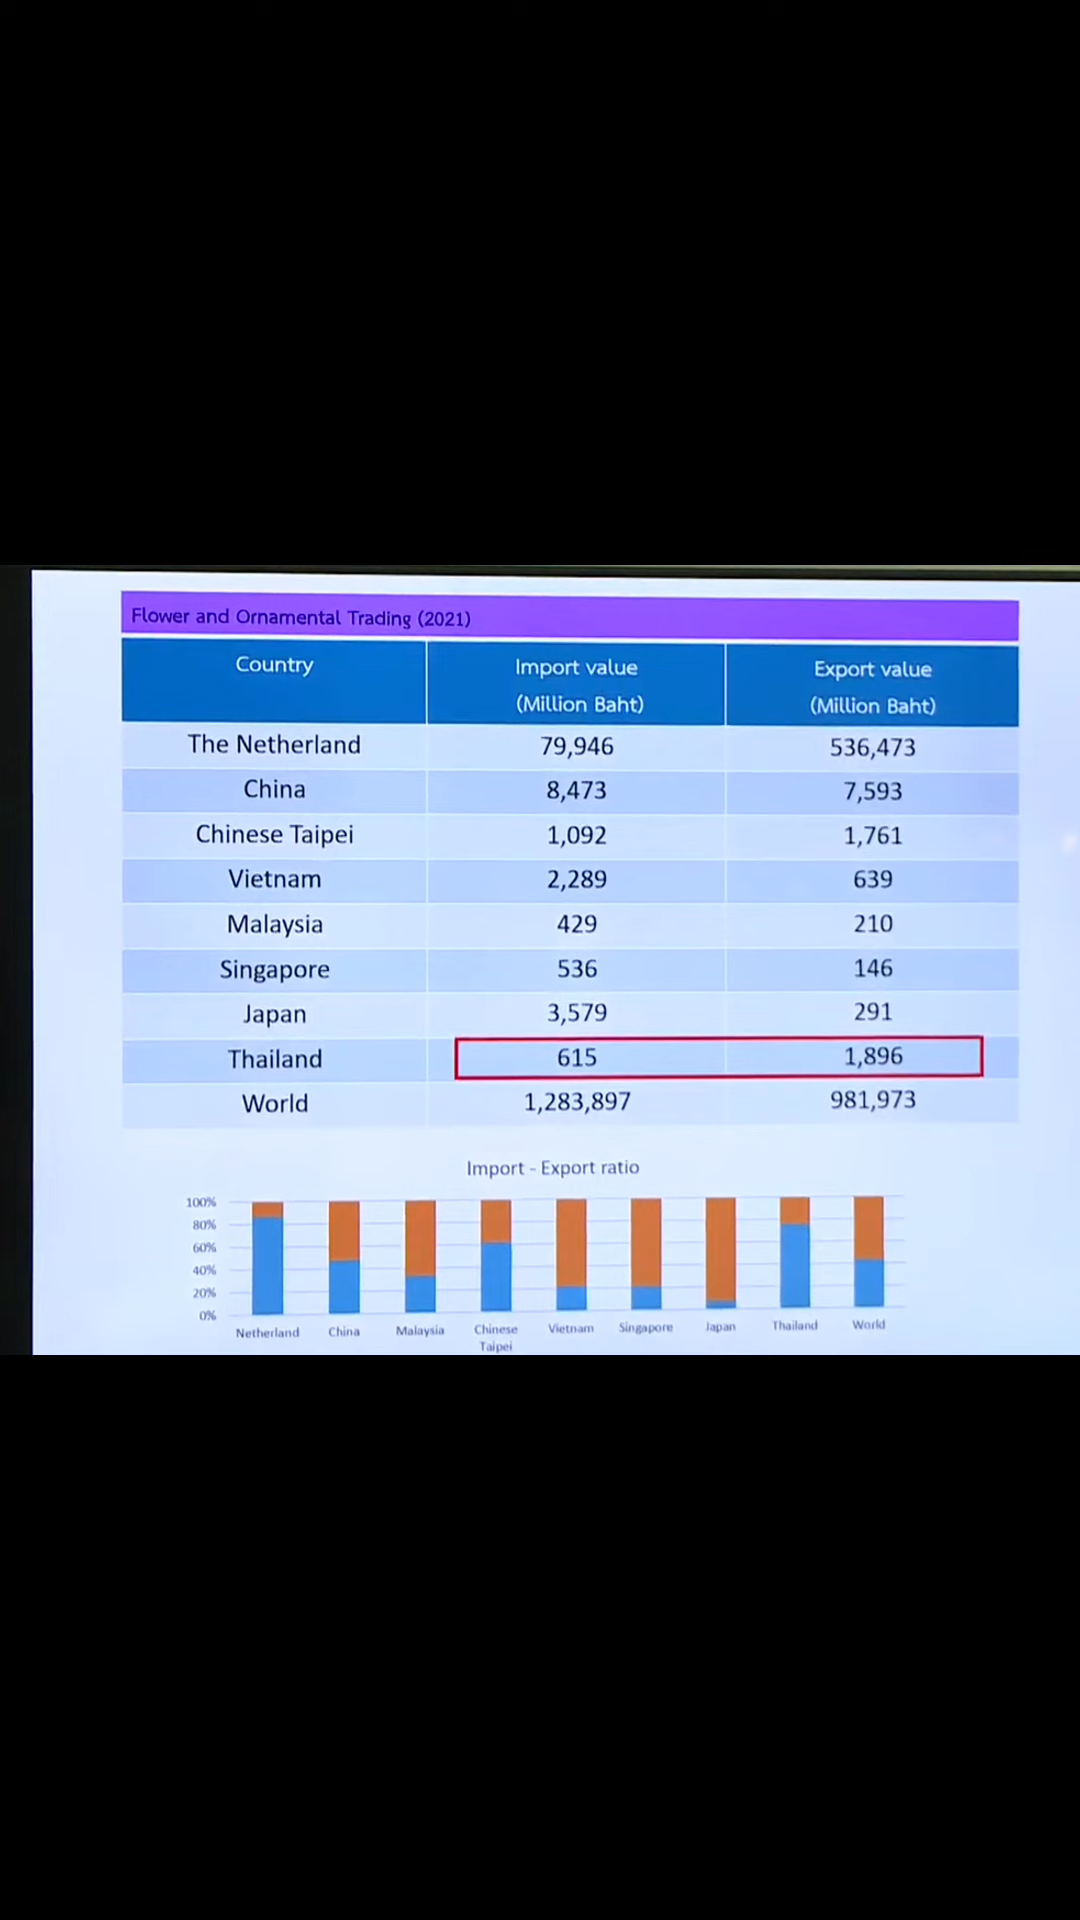 Flower and Ornamental Trading (2021)
Country Import value (Million Baht) Export value (Million Baht)
The Netherland 79,946 536,473
China 8,473 7,593
Chinese Taipei 1,092 1,761
Vietnam 2,289 639
Malaysia 429 210
Singapore 536 146
Japan 3,579 291
Thailand 615 1,896
World 1,283,897 981,973
Import - Export ratio
100%
80%
60%
40%
20%
0%
Netherland China Malaysia Chinese Taipei Vietnam Singapore Japan Thailand World